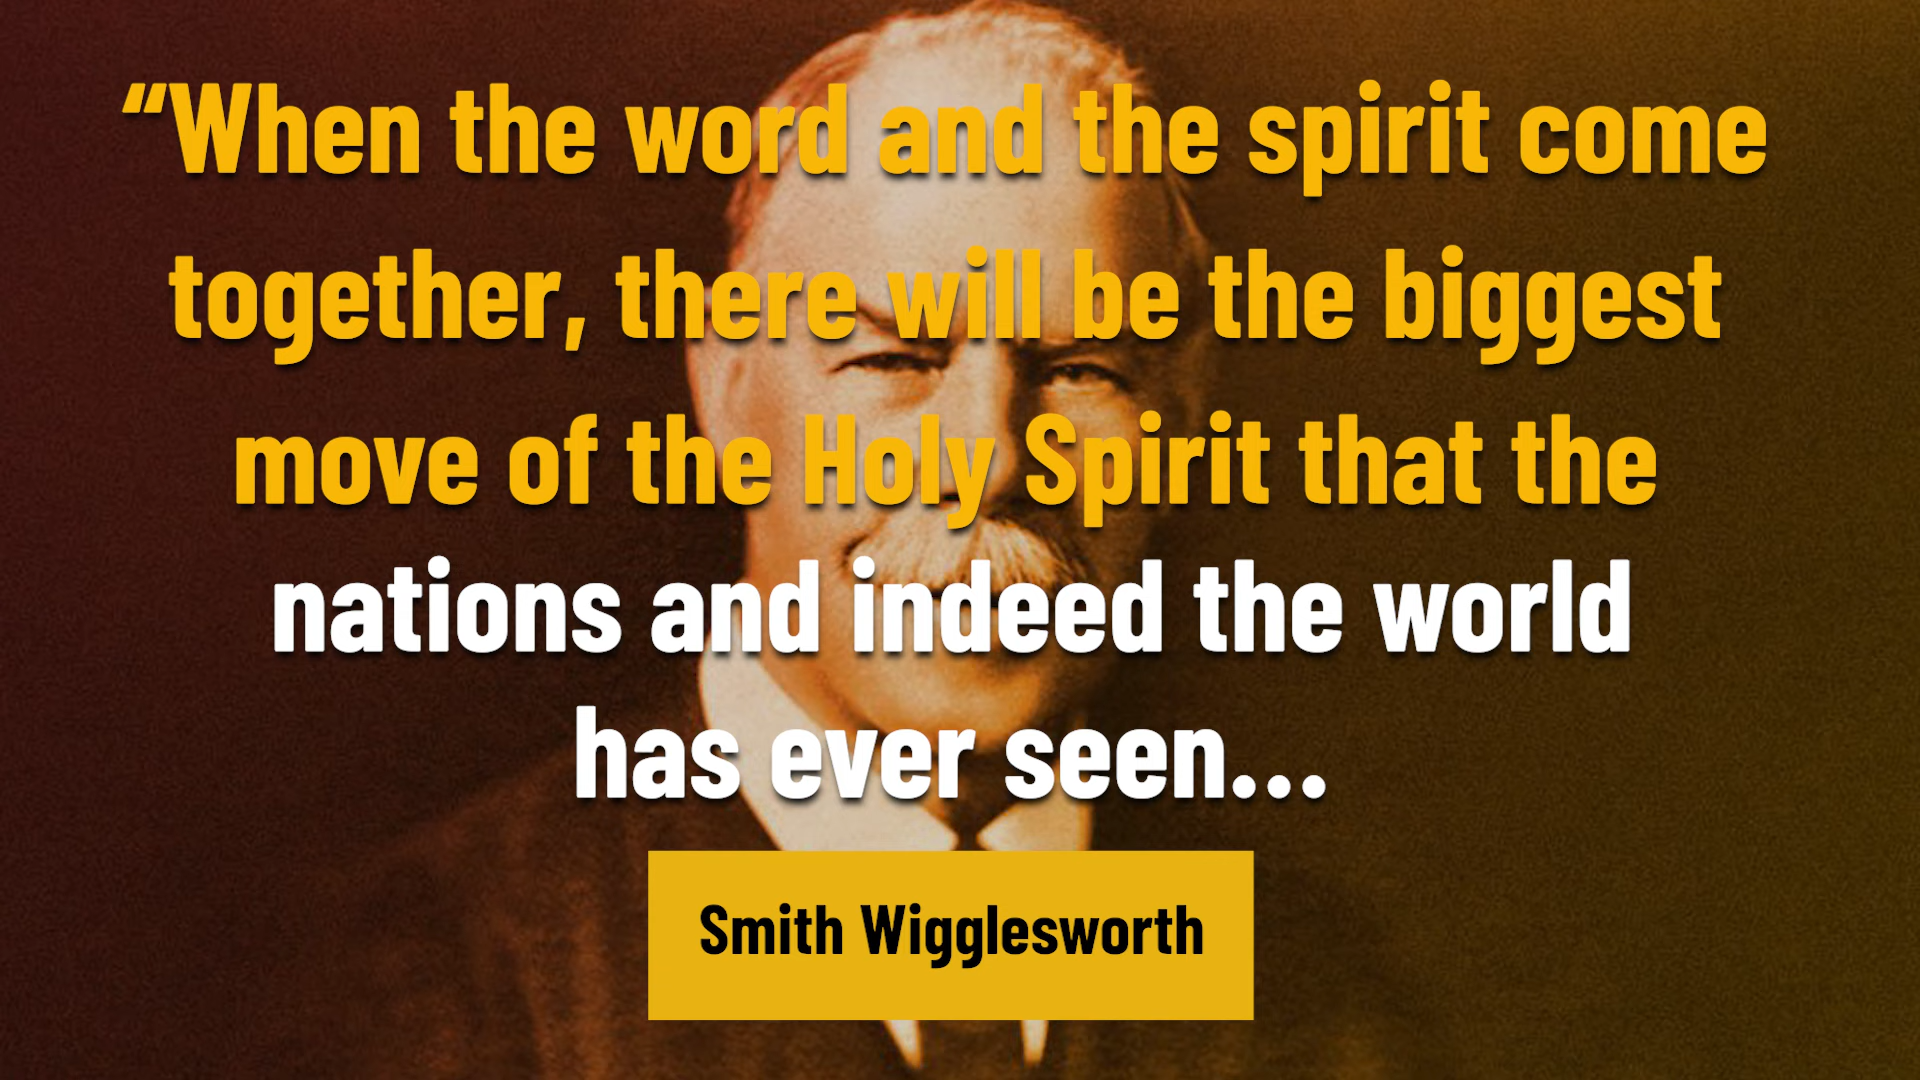 “When the word and the spirit come
together, there will be the biggest
move of the Holy Spirit that the
nations and indeed the world
has ever seen...
Smith Wigglesworth